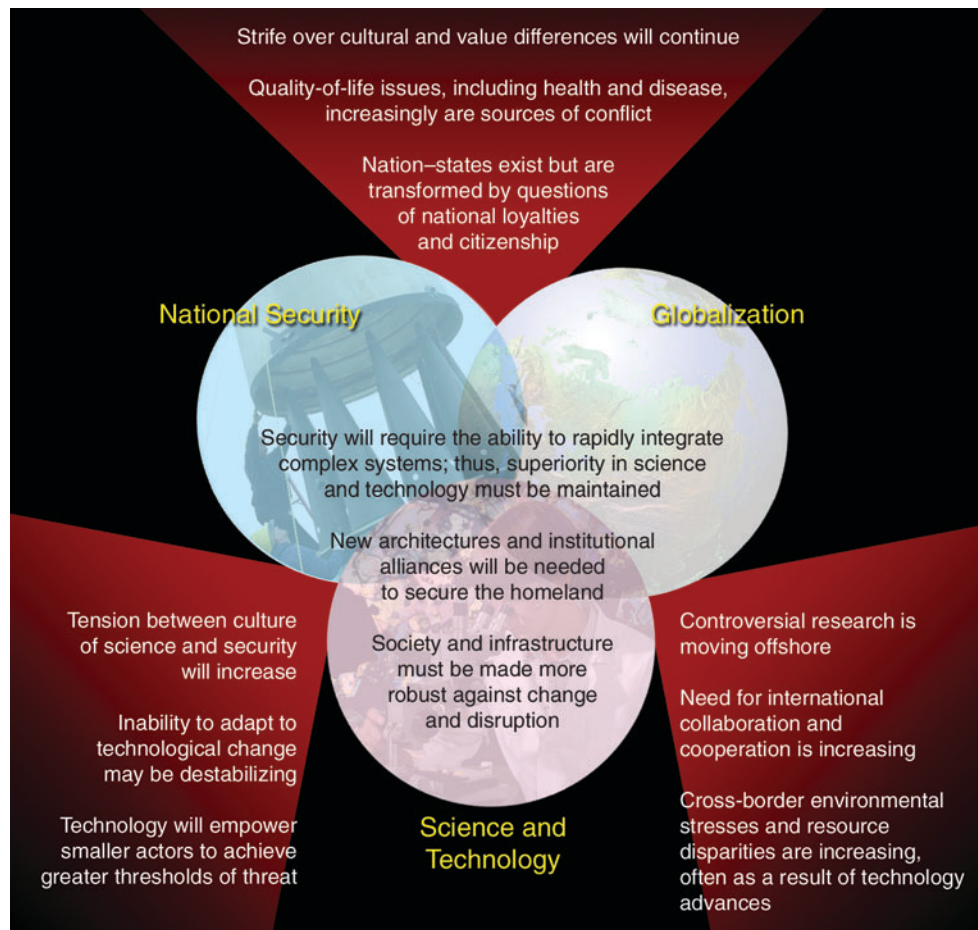 Strife over cultural and value differences will continue
Quality-of-life issues, including health and disease,
increasingly are sources of conflict
Nation–states exist but are
transformed by questions
of national loyalties
and citizenship
National Security
Globalization
Security will require the ability to rapidly integrate
complex systems; thus, superiority in science
and technology must be maintained
New architectures and institutional
alliances will be needed
to secure the homeland
Society and infrastructure
must be made more
robust against change
and disruption
Tension between culture
of science and security
will increase
Inability to adapt to
technological change
may be destabilizing
Technology will empower
smaller actors to achieve
greater thresholds of threat
Science and
Technology
Controversial research is
moving offshore
Need for international
collaboration and
cooperation is increasing
Cross-border environmental
stresses and resource
disparities are increasing,
often as a result of technology
advances